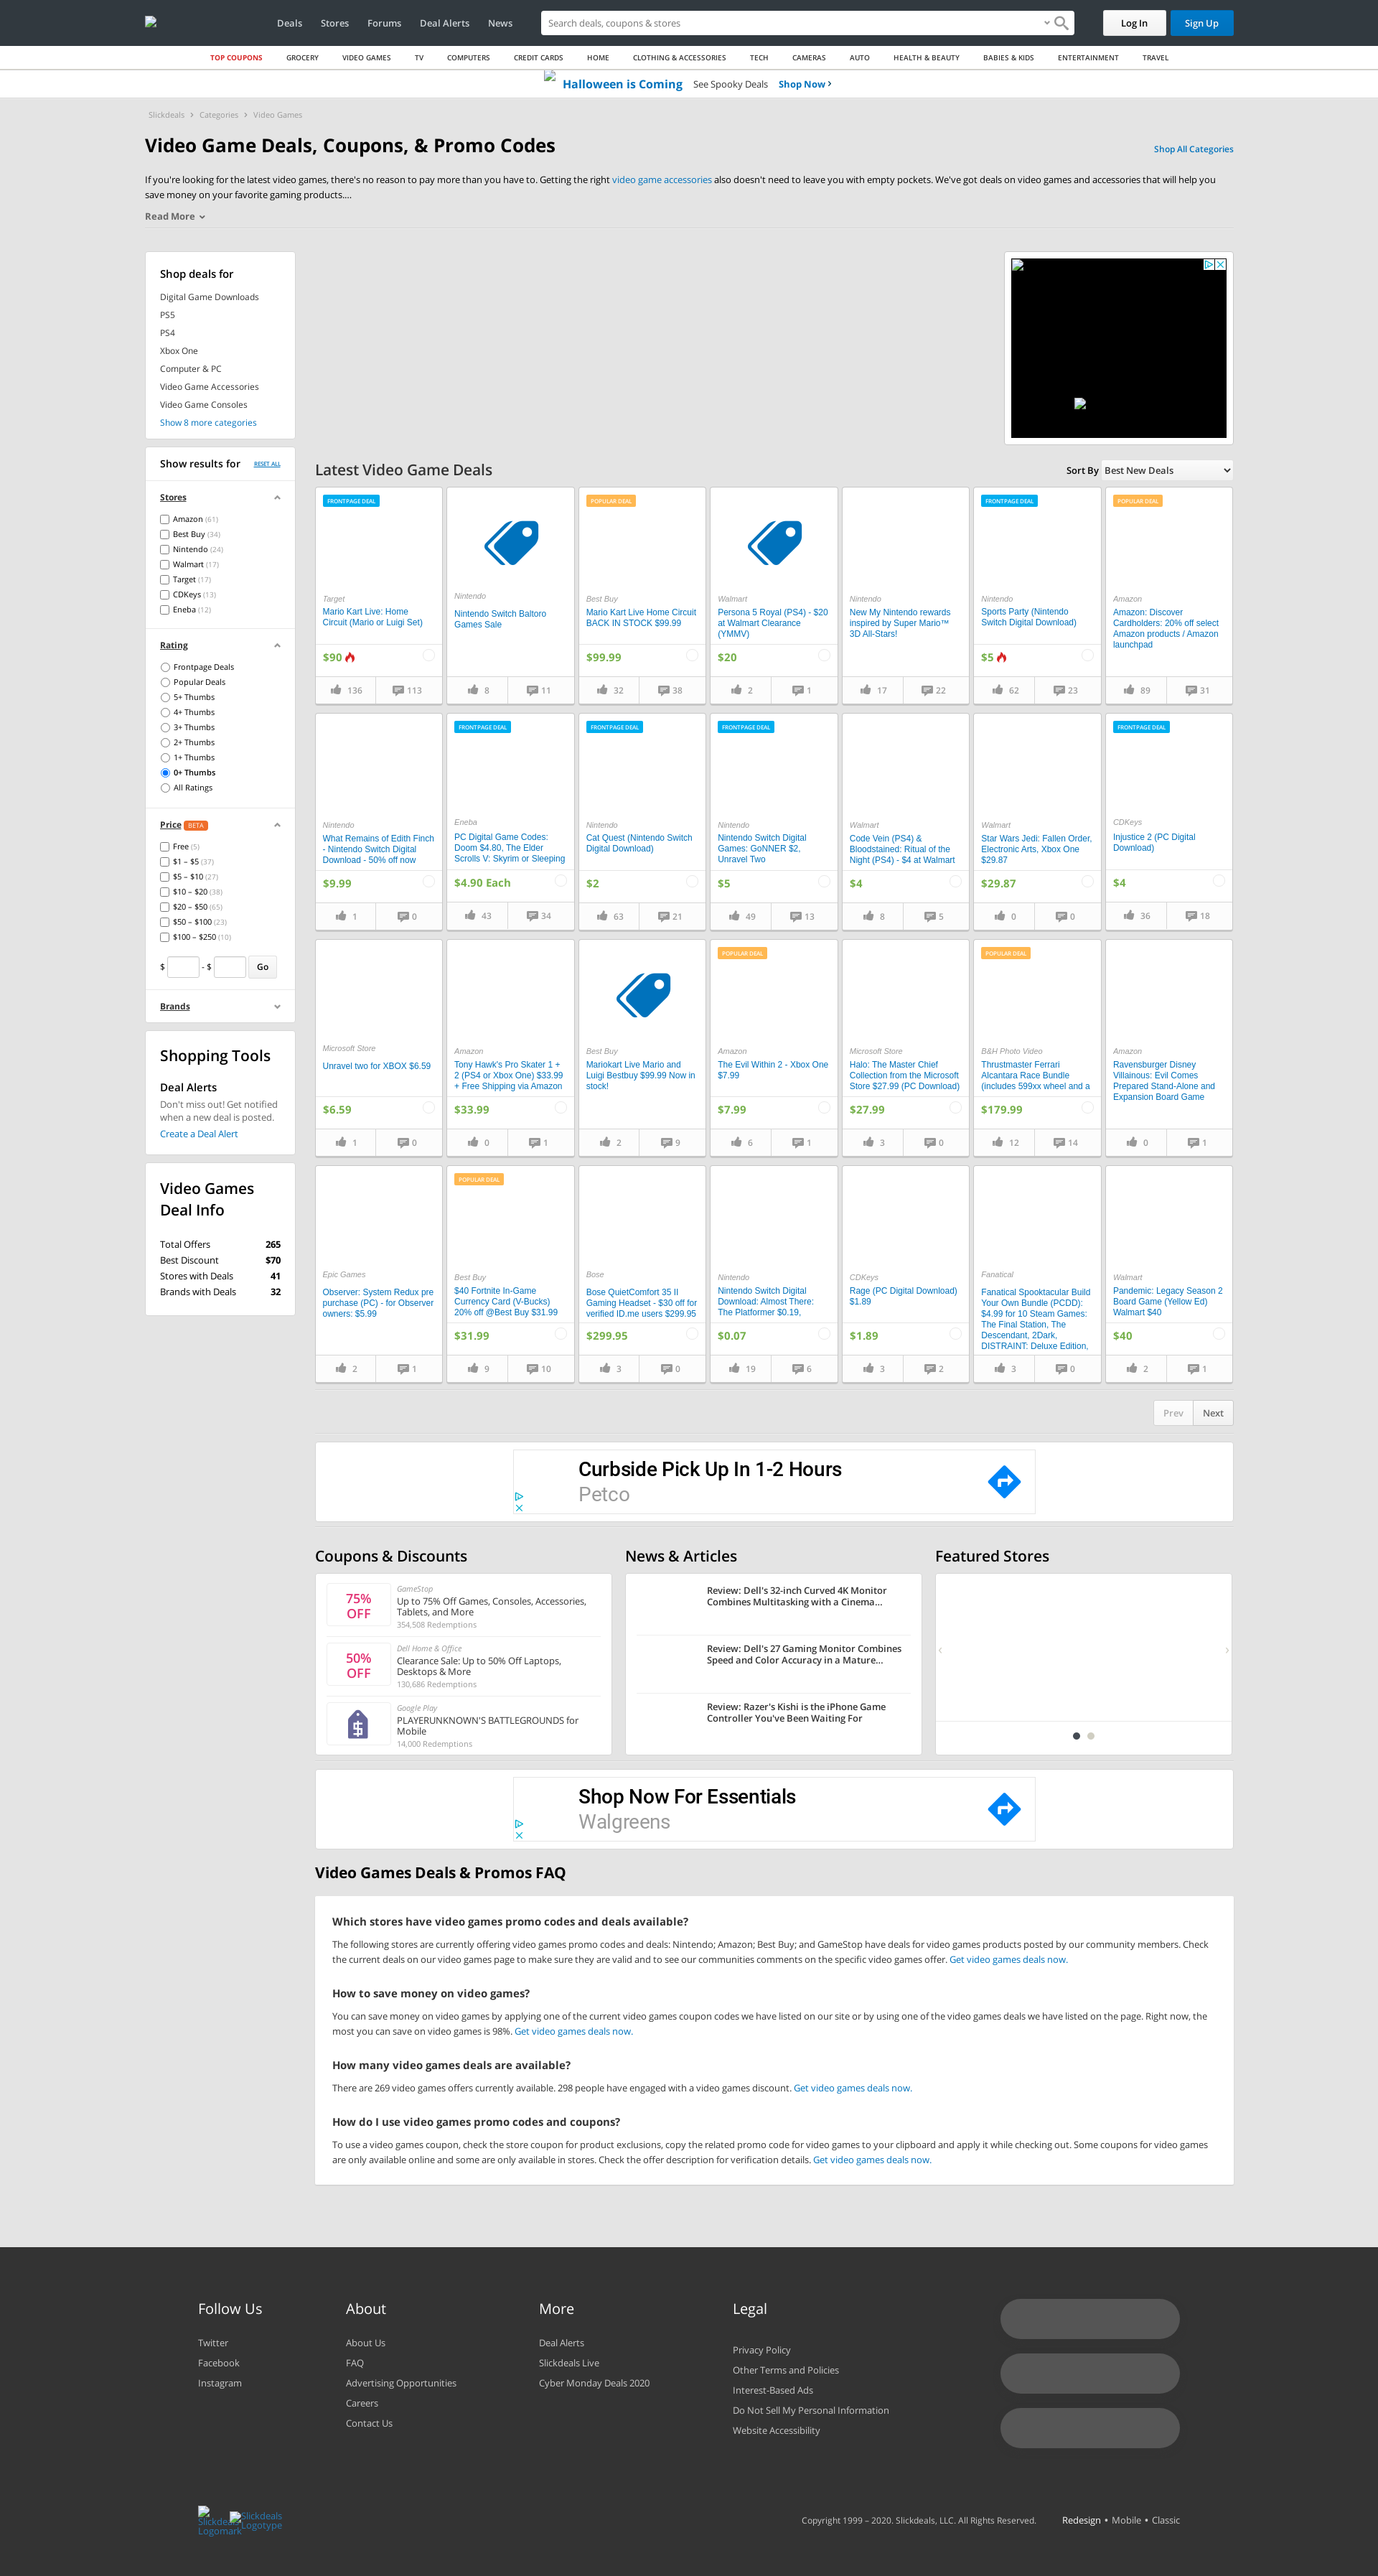 Deals
Stores
Forums
Deal Alerts
News
Search deals, coupons & stores
Log In
Sign Up
TOP COUPONS
GROCERY
VIDEO GAMES
TV
COMPUTERS
CREDIT CARDS
HOME
CLOTHING & ACCESSORIES
TECH
CAMERAS
AUTO
HEALTH & BEAUTY
BABIES & KIDS
ENTERTAINMENT
TRAVEL
Halloween is Coming
See Spooky Deals
Shop Now
Slickdeals > Categories > Video Games
Video Game Deals, Coupons, & Promo Codes
Shop All Categories
If you're looking for the latest video games, there's no reason to pay more than you have to. Getting the right video game accessories also doesn't need to leave you with empty pockets. We've got deals on video games and accessories that will help you
save money on your favorite gaming products....
Read More
Shop deals for
Digital Game Downloads
PS5
PS4
Xbox One
Computer & PC
Video Game Accessories
Video Game Consoles
Show 8 more categories
Show results for
RESET ALL
Stores
Amazon (61)
Best Buy (34)
Nintendo (24)
Walmart (17)
Target (17)
CDKeys (13)
Eneba (12)
Rating
Frontpage Deals
Popular Deals
5+ Thumbs
4+ Thumbs
3+ Thumbs
2+ Thumbs
1+ Thumbs
0+ Thumbs
All Ratings
Price BETA
Free (5)
$1 – $5 (37)
$5 – $10 (27)
$10 – $20 (38)
$20 – $50 (65)
$50 – $100 (23)
$100 – $250 (10)
$ - $ Go
Brands
Shopping Tools
Deal Alerts
Don't miss out! Get notified
when a new deal is posted.
Create a Deal Alert
Video Games
Deal Info
Total Offers 265
Best Discount $70
Stores with Deals 41
Brands with Deals 32
Latest Video Game Deals
Sort By Best New Deals
FRONTPAGE DEAL
Target
Mario Kart Live: Home
Circuit (Mario or Luigi Set)
$90
136 113
Nintendo
Nintendo Switch Baltoro
Games Sale
8 11
POPULAR DEAL
Best Buy
Mario Kart Live Home Circuit
BACK IN STOCK $99.99
$99.99
32 38
Walmart
Persona 5 Royal (PS4) - $20
at Walmart Clearance
(YMMV)
$20
2 1
Nintendo
New My Nintendo rewards
inspired by Super Mario™
3D All-Stars!
17 22
FRONTPAGE DEAL
Nintendo
Sports Party (Nintendo
Switch Digital Download)
$5
62 23
POPULAR DEAL
Amazon
Amazon: Discover
Cardholders: 20% off select
Amazon products / Amazon
launchpad
89 31
Nintendo
What Remains of Edith Finch
- Nintendo Switch Digital
Download - 50% off now
$9.99
1 0
FRONTPAGE DEAL
Eneba
PC Digital Game Codes:
Doom $4.80, The Elder
Scrolls V: Skyrim or Sleeping
$4.90 Each
43 34
FRONTPAGE DEAL
Nintendo
Cat Quest (Nintendo Switch
Digital Download)
$2
63 21
FRONTPAGE DEAL
Nintendo
Nintendo Switch Digital
Games: GoNNER $2,
Unravel Two
$5
49 13
Walmart
Code Vein (PS4) &
Bloodstained: Ritual of the
Night (PS4) - $4 at Walmart
$4
8 5
Walmart
Star Wars Jedi: Fallen Order,
Electronic Arts, Xbox One
$29.87
$29.87
0 0
FRONTPAGE DEAL
CDKeys
Injustice 2 (PC Digital
Download)
$4
36 18
Microsoft Store
Unravel two for XBOX $6.59
$6.59
1 0
Amazon
Tony Hawk's Pro Skater 1 +
2 (PS4 or Xbox One) $33.99
+ Free Shipping via Amazon
$33.99
0 1
Best Buy
Mariokart Live Mario and
Luigi Bestbuy $99.99 Now in
stock!
2 9
POPULAR DEAL
Amazon
The Evil Within 2 - Xbox One
$7.99
$7.99
6 1
Microsoft Store
Halo: The Master Chief
Collection from the Microsoft
Store $27.99 (PC Download)
$27.99
3 0
POPULAR DEAL
B&H Photo Video
Thrustmaster Ferrari
Alcantara Race Bundle
(includes 599xx wheel and a
$179.99
12 14
Amazon
Ravensburger Disney
Villainous: Evil Comes
Prepared Stand-Alone and
Expansion Board Game
0 1
Epic Games
Observer: System Redux pre
purchase (PC) - for Observer
owners: $5.99
2 1
POPULAR DEAL
Best Buy
$40 Fortnite In-Game
Currency Card (V-Bucks)
20% off @Best Buy $31.99
$31.99
9 10
Bose
Bose QuietComfort 35 II
Gaming Headset - $30 off for
verified ID.me users $299.95
$299.95
3 0
Nintendo
Nintendo Switch Digital
Download: Almost There:
The Platformer $0.19,
$0.07
19 6
CDKeys
Rage (PC Digital Download)
$1.89
$1.89
3 2
Fanatical
Fanatical Spooktacular Build
Your Own Bundle (PCDD):
$4.99 for 10 Steam Games:
The Final Station, The
Descendant, 2Dark,
DISTRAINT: Deluxe Edition,
3 0
Walmart
Pandemic: Legacy Season 2
Board Game (Yellow Ed)
Walmart $40
$40
2 1
Prev Next
Curbside Pick Up In 1-2 Hours
Petco
Coupons & Discounts
75%
OFF
GameStop
Up to 75% Off Games, Consoles, Accessories,
Tablets, and More
354,508 Redemptions
50%
OFF
Dell Home & Office
Clearance Sale: Up to 50% Off Laptops,
Desktops & More
130,686 Redemptions
Google Play
PLAYERUNKNOWN'S BATTLEGROUNDS for
Mobile
14,000 Redemptions
News & Articles
Review: Dell's 32-inch Curved 4K Monitor
Combines Multitasking with a Cinema...
Review: Dell's 27 Gaming Monitor Combines
Speed and Color Accuracy in a Mature...
Review: Razer's Kishi is the iPhone Game
Controller You've Been Waiting For
Featured Stores
Shop Now For Essentials
Walgreens
Video Games Deals & Promos FAQ
Which stores have video games promo codes and deals available?
The following stores are currently offering video games promo codes and deals: Nintendo; Amazon; Best Buy; and GameStop have deals for video games products posted by our community members. Check
the current deals on our video games page to make sure they are valid and to see our communities comments on the specific video games offer. Get video games deals now.
How to save money on video games?
You can save money on video games by applying one of the current video games coupon codes we have listed on our site or by using one of the video games deals we have listed on the page. Right now, the
most you can save on video games is 98%. Get video games deals now.
How many video games deals are available?
There are 269 video games offers currently available. 298 people have engaged with a video games discount. Get video games deals now.
How do I use video games promo codes and coupons?
To use a video games coupon, check the store coupon for product exclusions, copy the related promo code for video games to your clipboard and apply it while checking out. Some coupons for video games
are only available online and some are only available in stores. Check the offer description for verification details. Get video games deals now.
Follow Us
Twitter
Facebook
Instagram
About
About Us
FAQ
Advertising Opportunities
Careers
Contact Us
More
Deal Alerts
Slickdeals Live
Cyber Monday Deals 2020
Legal
Privacy Policy
Other Terms and Policies
Interest-Based Ads
Do Not Sell My Personal Information
Website Accessibility
Slickdeals
Logomark
Slickdeals
Logotype
Copyright 1999 – 2020. Slickdeals, LLC. All Rights Reserved.
Redesign • Mobile • Classic